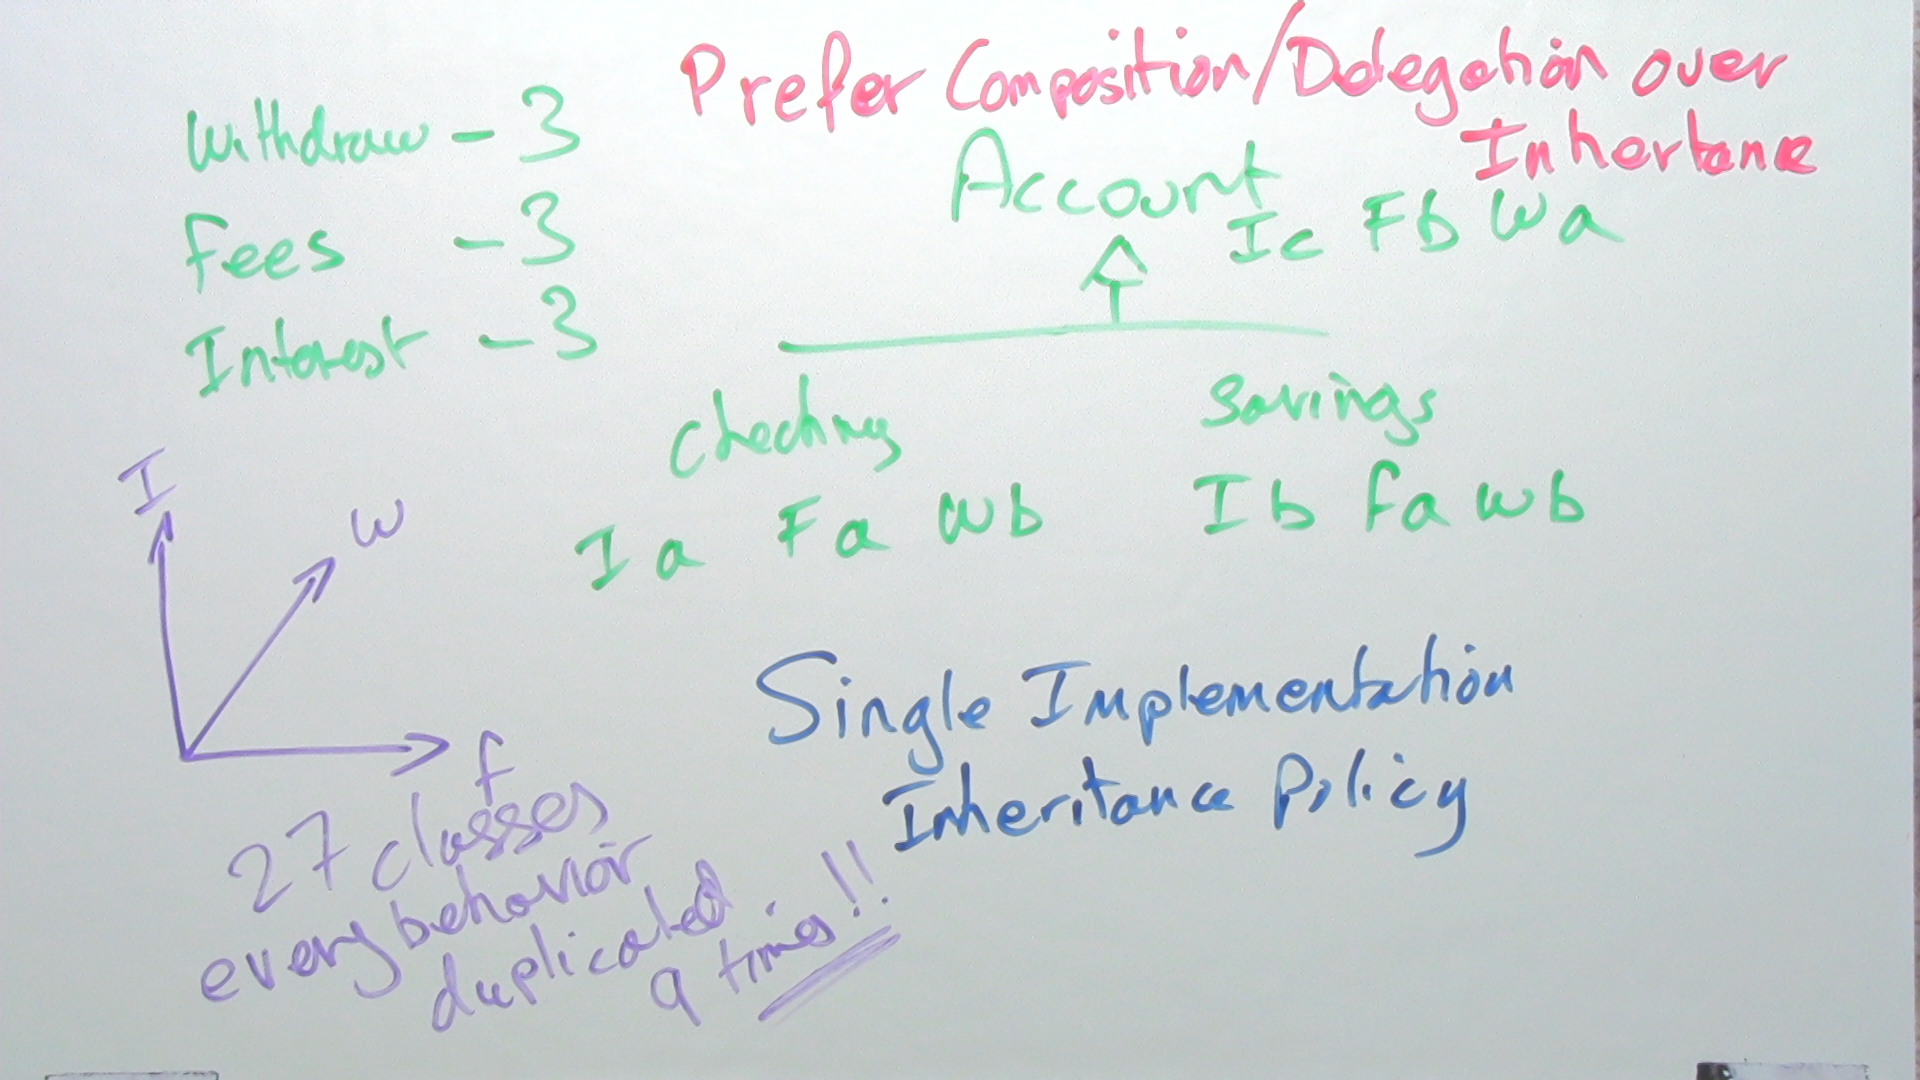 Prefer Composition/Delegation over
Inhertance
Withdraw - 3
Fees - 3
Interest - 3
Account
Ic Fb Wa
Checking
Ia Fa Wb
Savings
Ib Fa Wb
I
W
F
27 classes
every behavior
duplicated
9 times!!
Single Implementation
Inheritance Policy